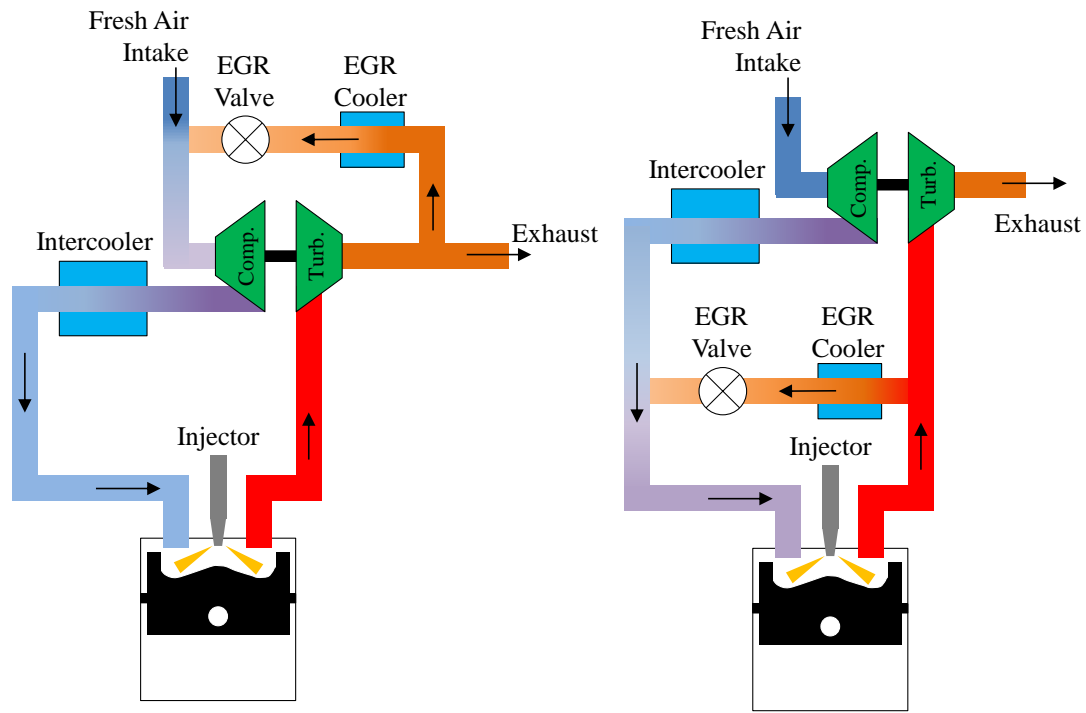 Fresh Air
Intake
EGR
Valve
EGR
Cooler
Comp.
Turb.
Exhaust
Intercooler
Injector
Fresh Air
Intake
Intercooler
Comp.
Turb.
Exhaust
EGR
Valve
EGR
Cooler
Injector